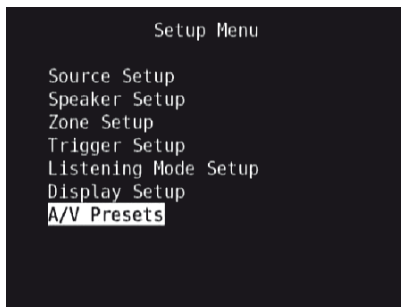 Setup Menu
Source Setup
Speaker Setup
Zone Setup
Trigger Setup
Listening Mode Setup
Display Setup
A/V Presets